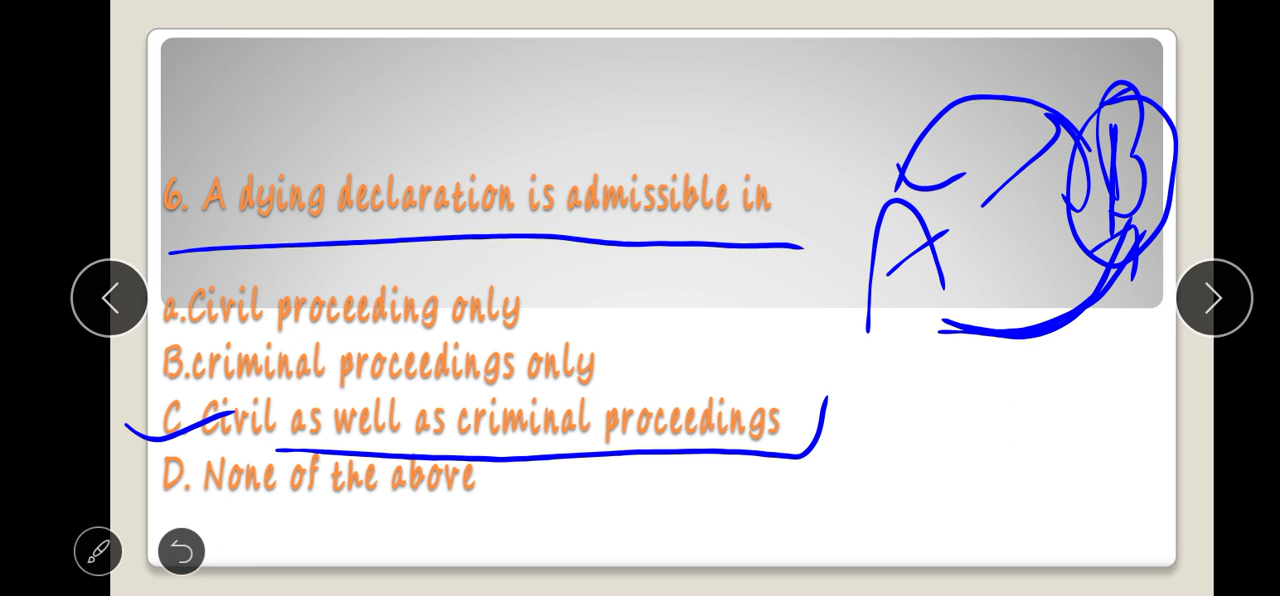 6. A dying declaration is admissible in
a.Civil proceeding only
B.criminal proceedings only
C. Civil as well as criminal proceedings
D. None of the above
A
B